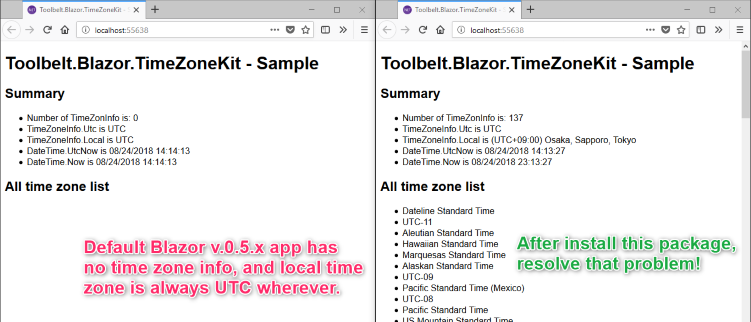 Toolbelt.Blazor.TimeZoneKit
localhost:55638
Toolbelt.Blazor.TimeZoneKit - Sample
Summary
Number of TimeZonInfo is: 0
TimeZoneInfo.Utc is UTC
TimeZoneInfo.Local is UTC
DateTime.UtcNow is 08/24/2018 14:14:13
DateTime.Now is 08/24/2018 14:14:13
All time zone list
Default Blazor v.0.5.x app has
no time zone info, and local time
zone is always UTC wherever.
Toolbelt.Blazor.TimeZoneKit
localhost:55638
Toolbelt.Blazor.TimeZoneKit - Sample
Summary
Number of TimeZonInfo is: 137
TimeZoneInfo.Utc is UTC
TimeZoneInfo.Local is (UTC+09:00) Osaka, Sapporo, Tokyo
DateTime.UtcNow is 08/24/2018 14:13:27
DateTime.Now is 08/24/2018 23:13:27
All time zone list
Dateline Standard Time
UTC-11
Aleutian Standard Time
Hawaiian Standard Time
Marquesas Standard Time
Alaskan Standard Time
UTC-09
Pacific Standard Time (Mexico)
UTC-08
Pacific Standard Time
US Mountain Standard Time
After install this package,
resolve that problem!